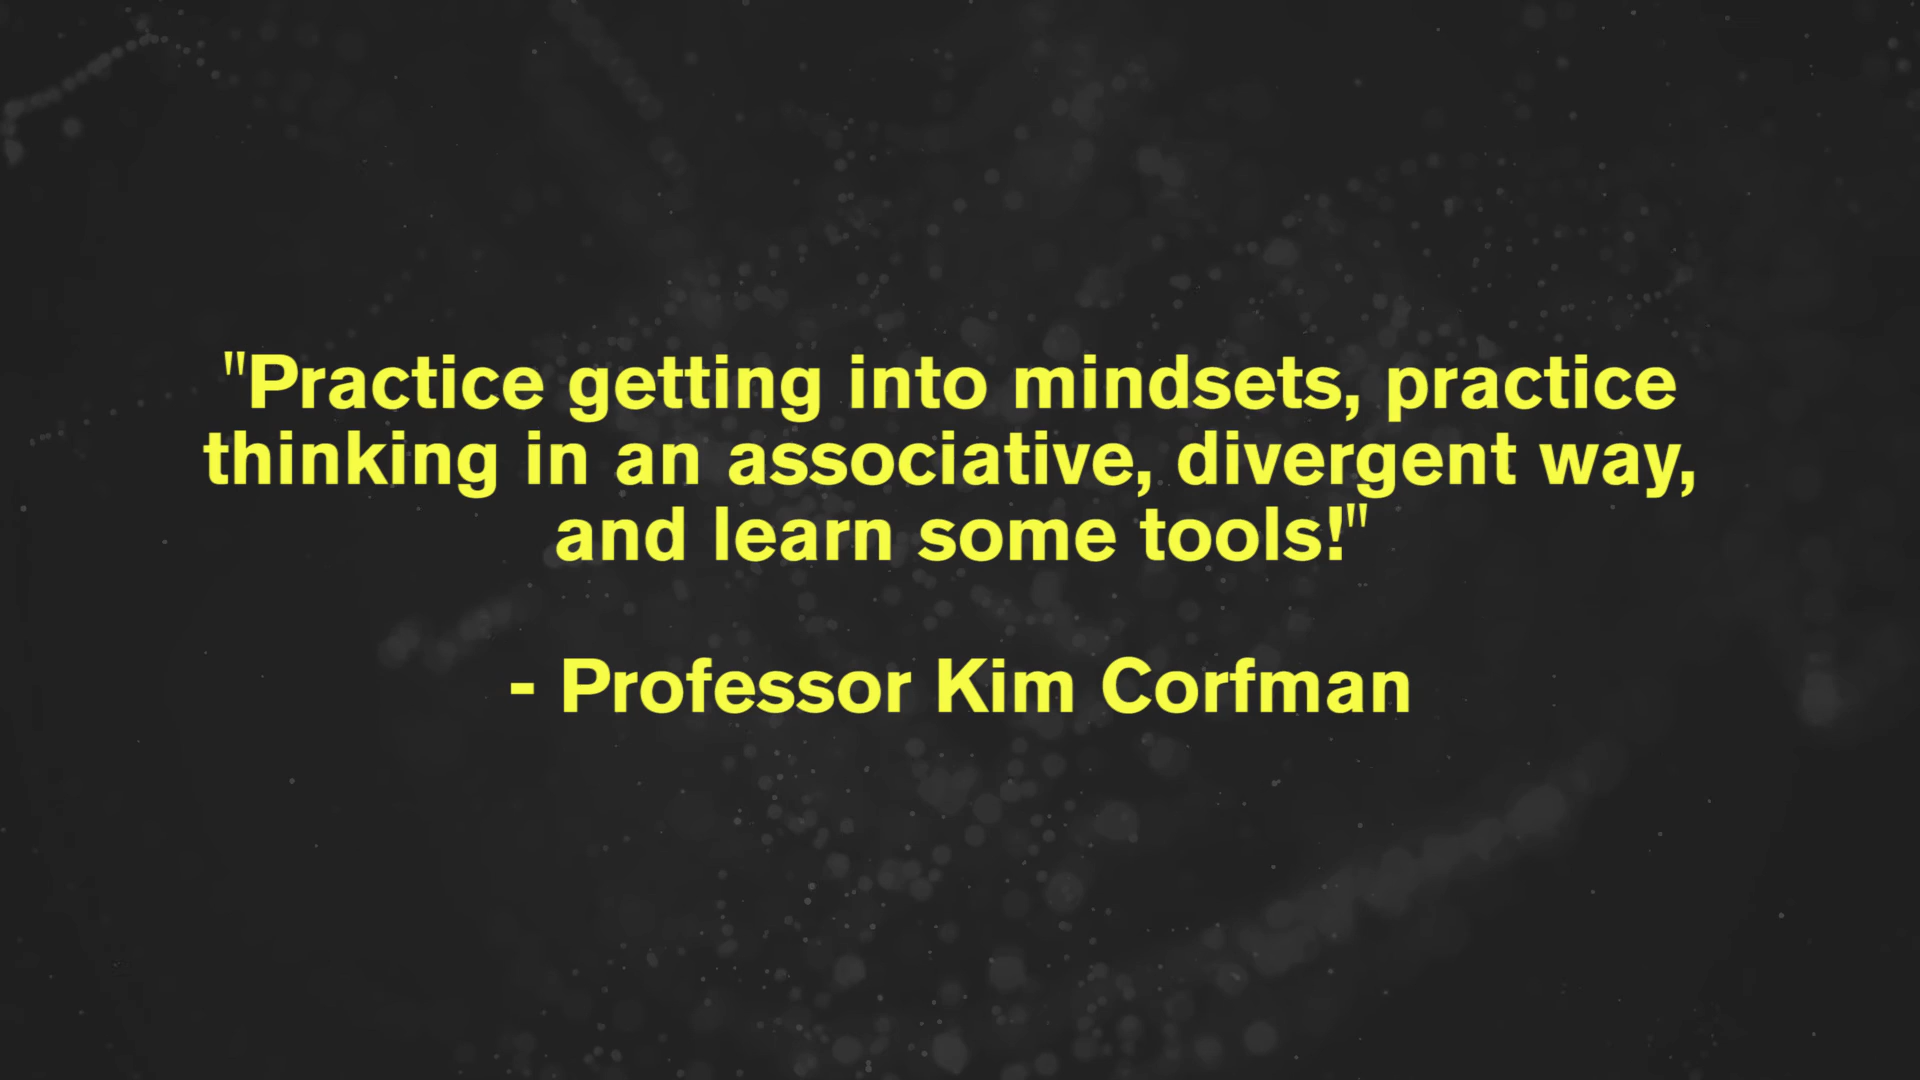 "Practice getting into mindsets, practice
thinking in an associative, divergent way,
and learn some tools!"
- Professor Kim Corfman